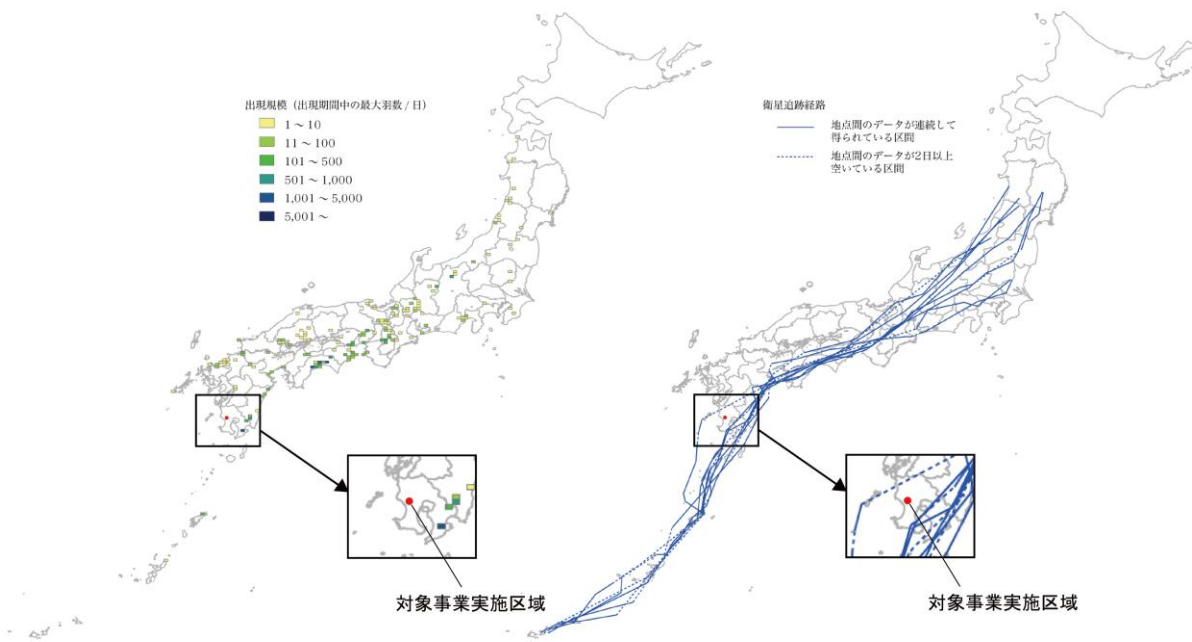 出現規模（出現期間中の最大羽数 / 日）
1 ～ 10
11 ～ 100
101 ～ 500
501 ～ 1,000
1,001 ～ 5,000
5,001 ～
対象事業実施区域
衛星追跡経路
地点間のデータが連続して
得られている区間
地点間のデータが2日以上
空いている区間
対象事業実施区域